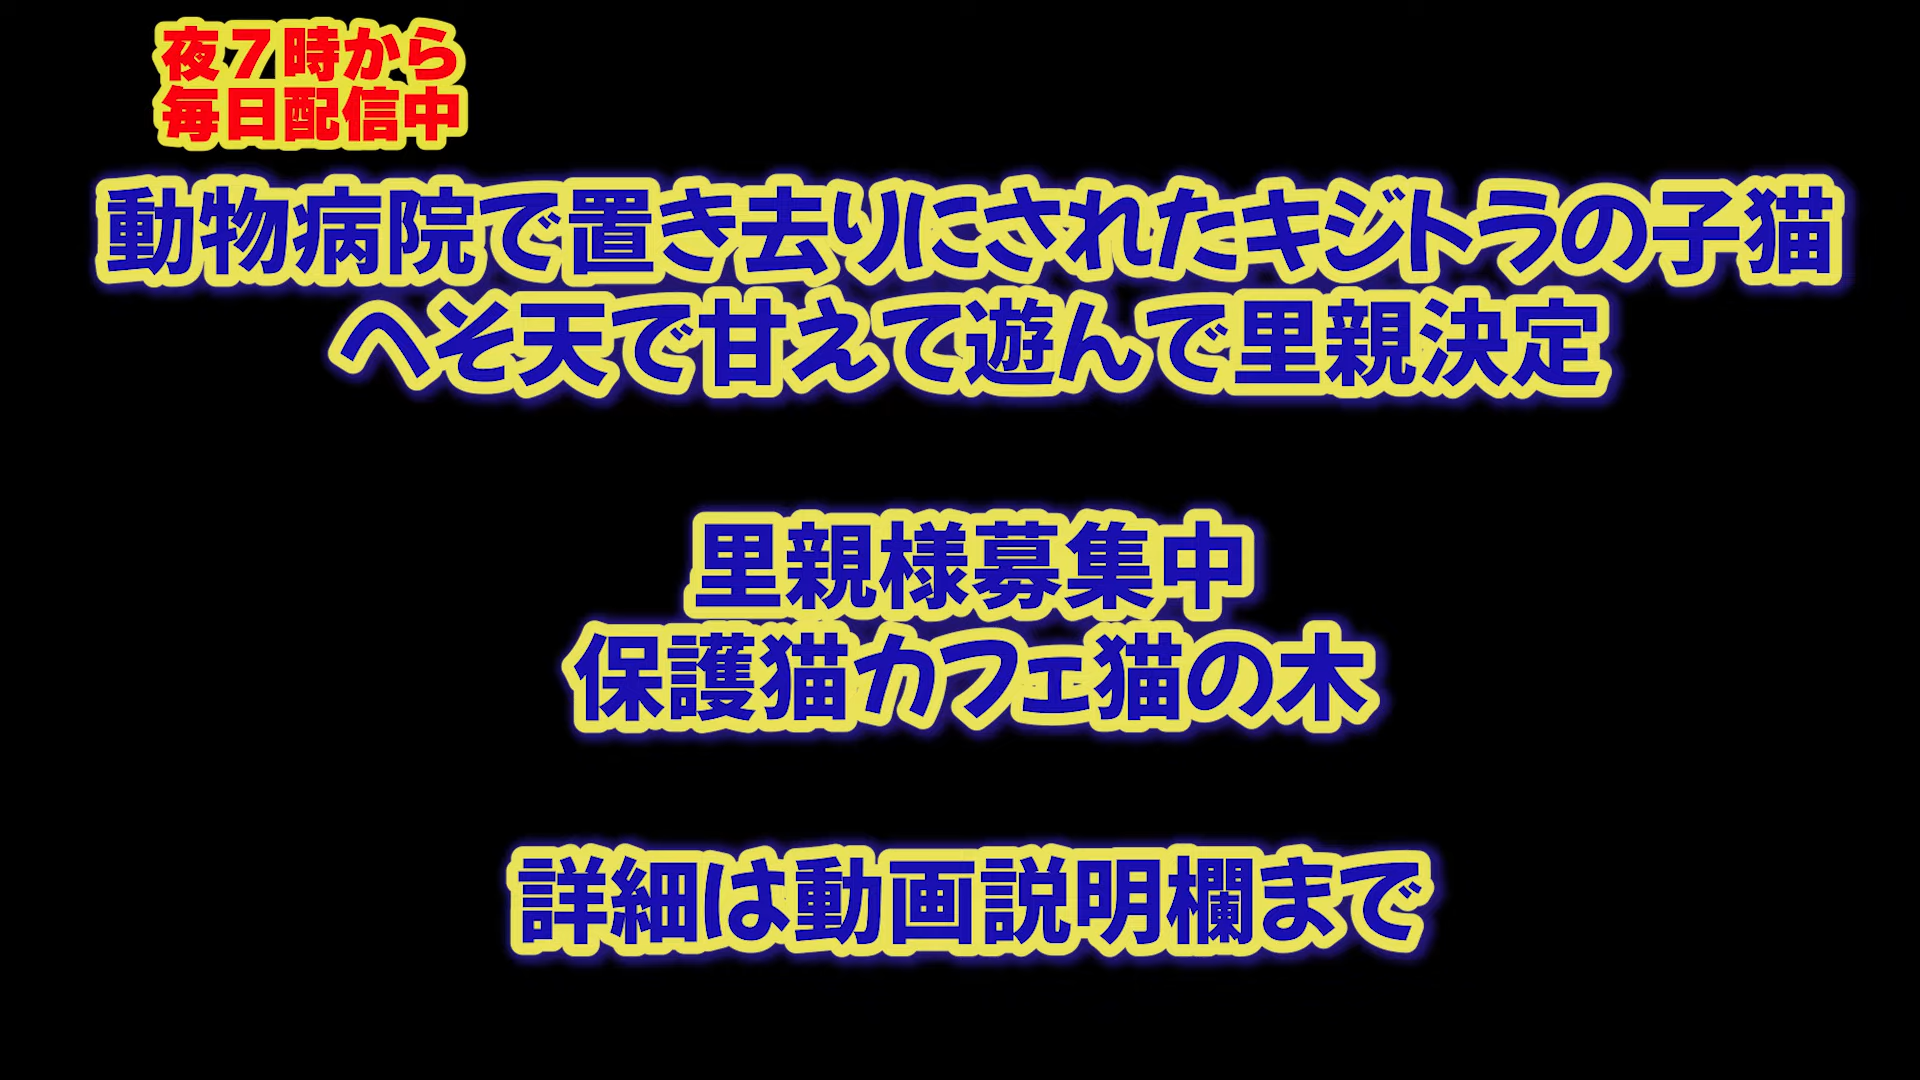 夜７時から
毎日配信中
動物病院で置き去りにされたキジトラの子猫
へそ天で甘えて遊んで里親決定
里親様募集中
保護猫カフェ猫の木
詳細は動画説明欄まで